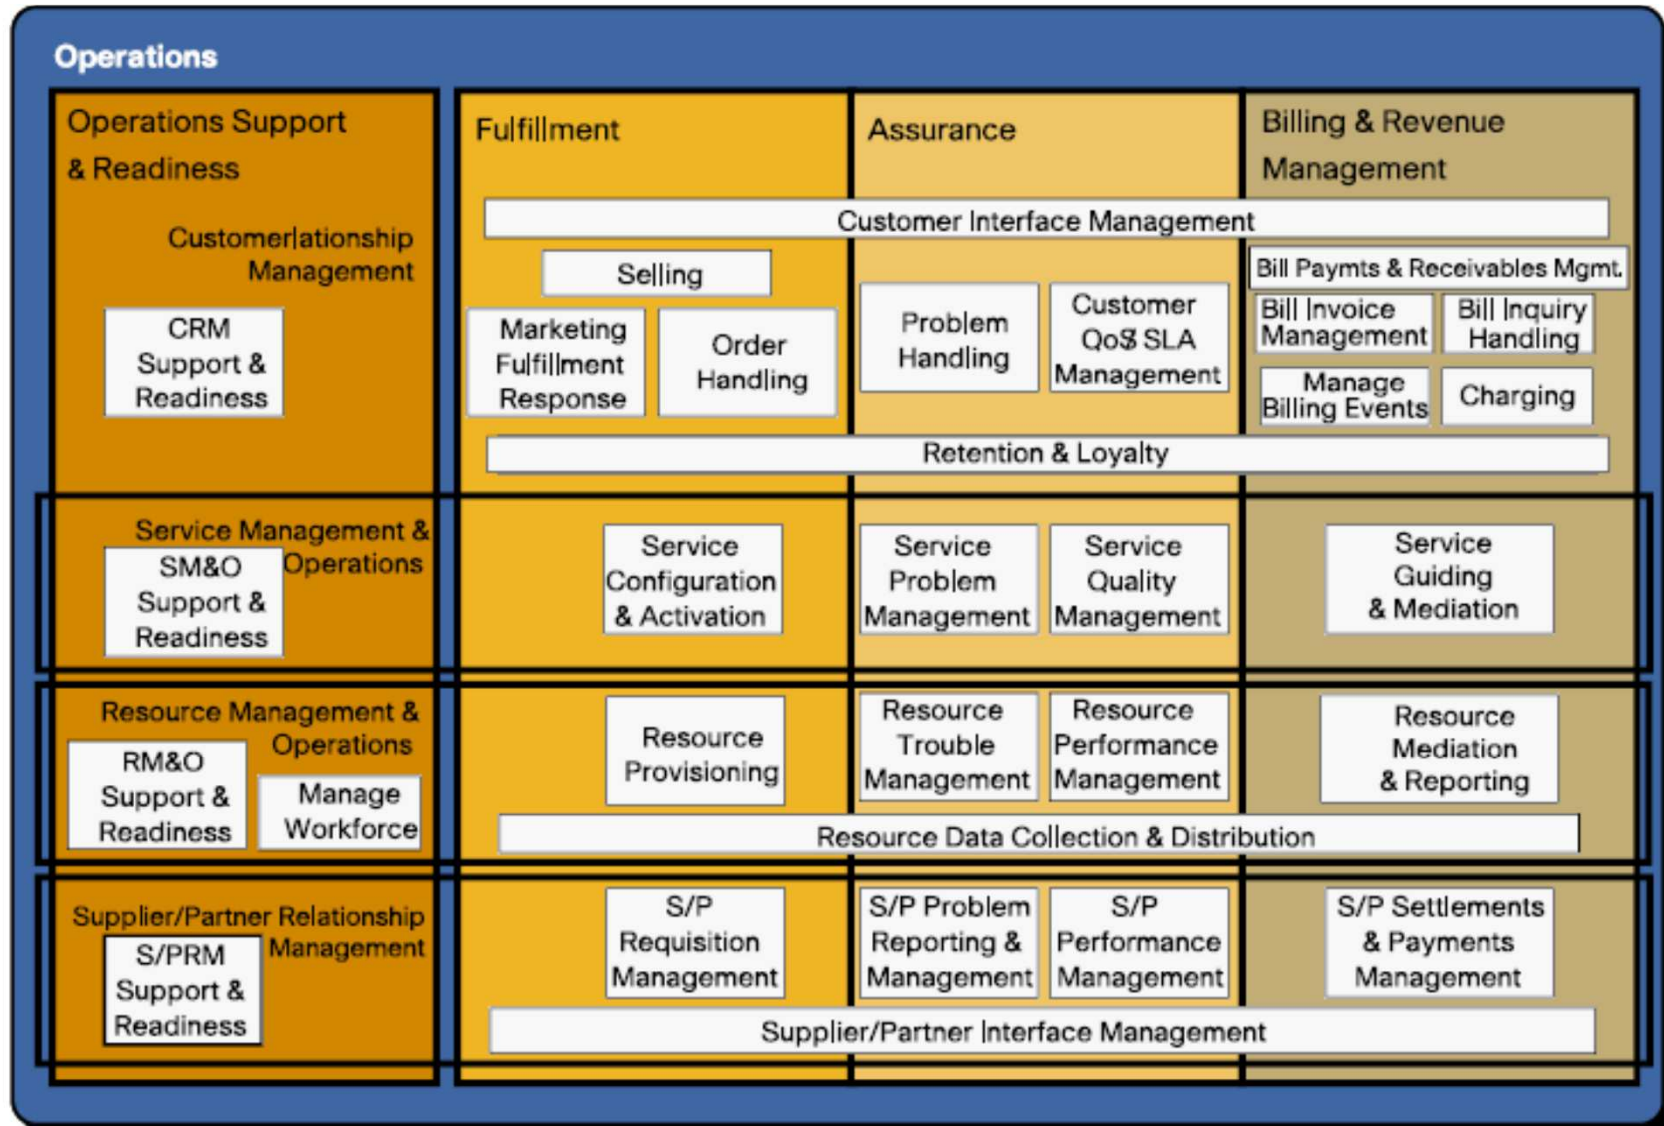 Operations
Operations Support
& Readiness
Fulfillment
Assurance
Billing & Revenue
Management
Customer Interface Management
Customerlationship
Management
CRM
Support &
Readiness
Selling
Marketing
Fulfillment
Response
Order
Handling
Problem
Handling
Customer
QoS SLA
Management
Bill Paymts & Receivables Mgmt.
Bill Invoice
Management
Bill Inquiry
Handling
Manage
Billing Events
Charging
Retention & Loyalty
Service Management &
Operations
SM&O
Support &
Readiness
Service
Configuration
& Activation
Service
Problem
Management
Service
Quality
Management
Service
Guiding
& Mediation
Resource Management &
Operations
RM&O
Support &
Readiness
Manage
Workforce
Resource
Provisioning
Resource
Trouble
Management
Resource
Performance
Management
Resource
Mediation
& Reporting
Resource Data Collection & Distribution
Supplier/Partner Relationship
Management
S/PRM
Support &
Readiness
S/P
Requisition
Management
S/P Problem
Reporting &
Management
S/P
Performance
Management
S/P Settlements
& Payments
Management
Supplier/Partner Interface Management